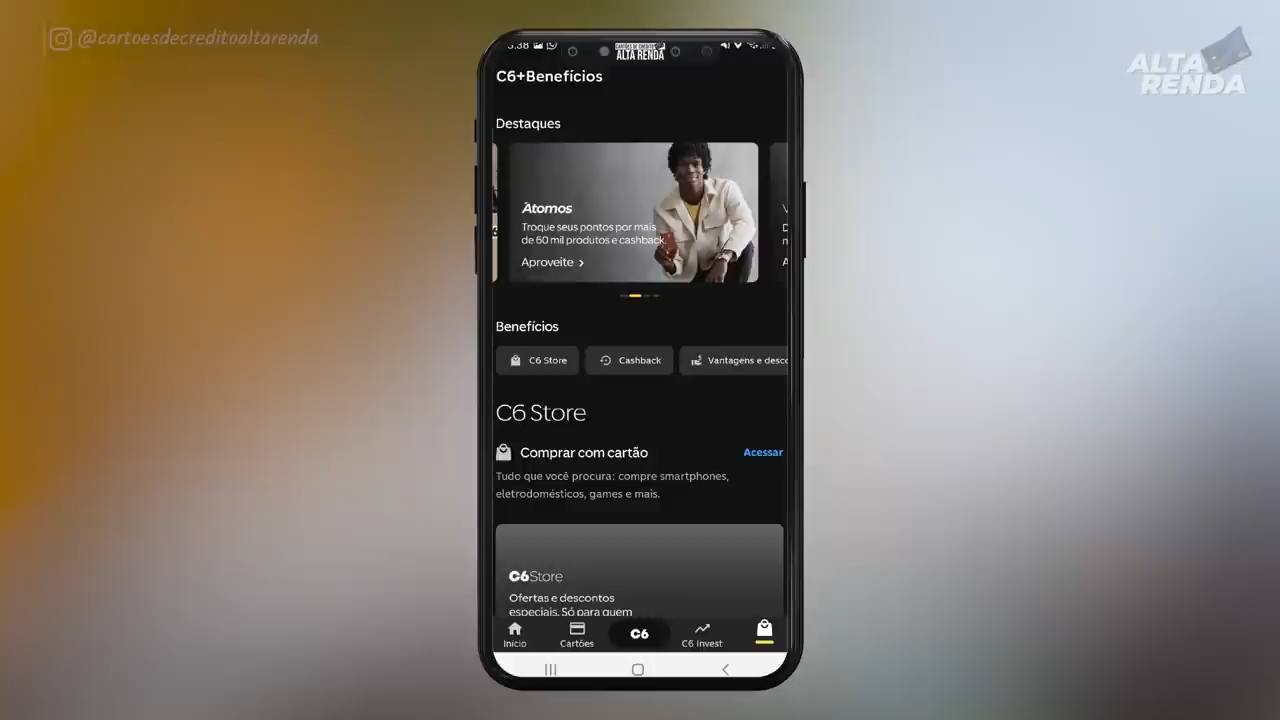 @cartoesdecreditoaltarenda
ALTA
RENDA
ALTA RENDA
C6+Benefícios
Destaques
Átomos
Troque seus pontos por mais
de 60 mil produtos e cashback.
Aproveite >
Benefícios
C6 Store
Cashback
Vantagens e desco
C6 Store
Comprar com cartão
Acessar
Tudo que você procura: compre smartphones,
eletrodomésticos, games e mais.
C6Store
Ofertas e descontos
especiais. Só para quem
Início
Cartões
C6
C6 Invest